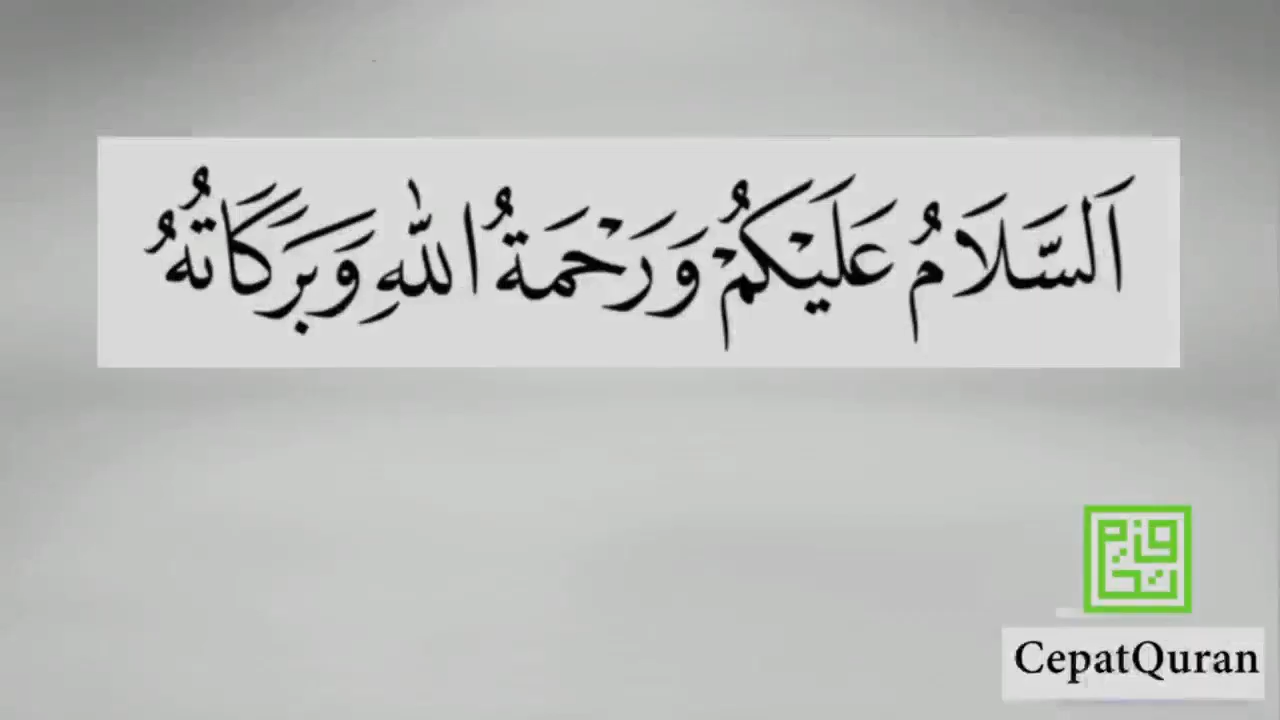 اَلسَّلَامُ عَلَيْكُمْ وَرَحْمَةُ اللهِ وَبَرَكَاتُهُ
CepatQuran